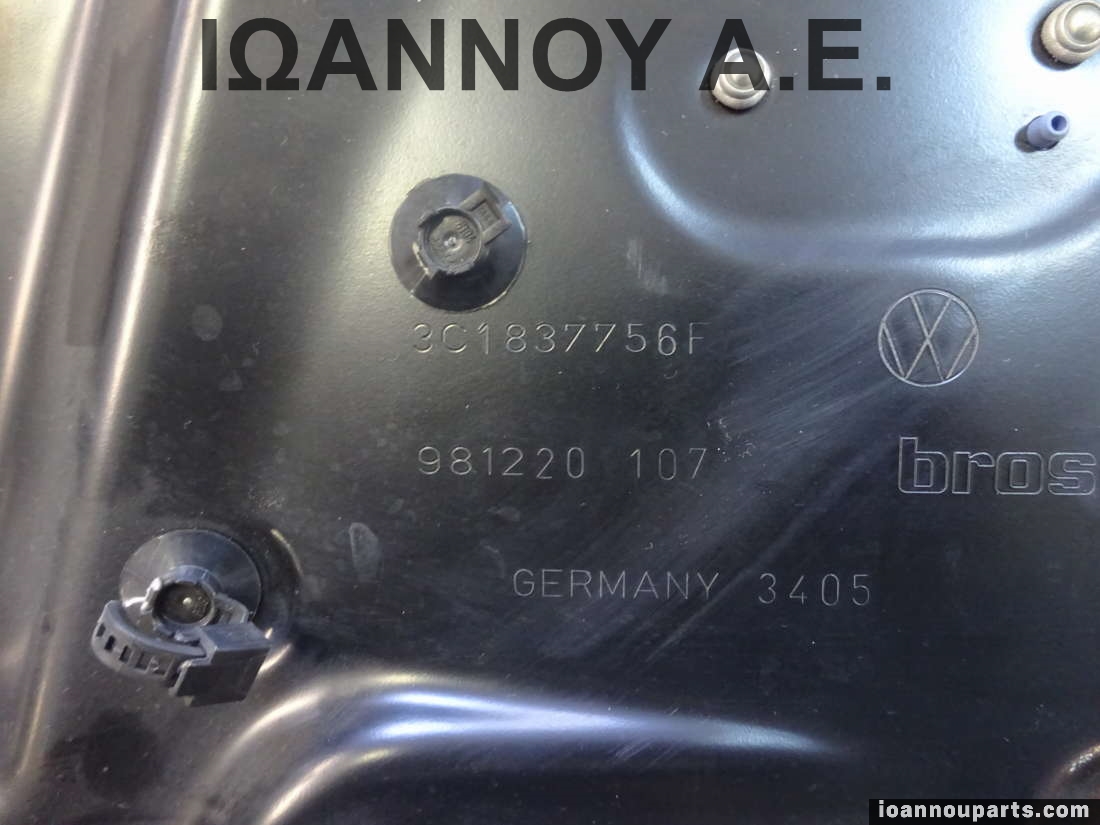 ΙΩΑΝΝΟΥ Α.Ε.
3C1837756F
981220 107
bros
GERMANY 3405
ioannouparts.com